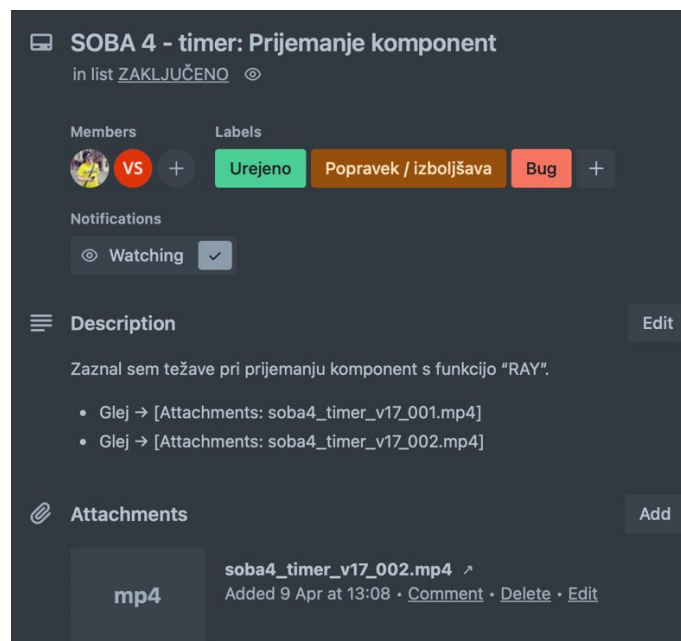 SOBA 4 - timer: Prijemanje komponent
in list ZAKLJUČENO
Members Labels
VS + Urejeno Popravek / izboljšava Bug +
Notifications
Watching
Description Edit
Zaznal sem težave pri prijemanju komponent s funkcijo “RAY”.
• Glej → [Attachments: soba4_timer_v17_001.mp4]
• Glej → [Attachments: soba4_timer_v17_002.mp4]
Attachments Add
mp4 soba4_timer_v17_002.mp4 ↗
Added 9 Apr at 13:08 • Comment • Delete • Edit